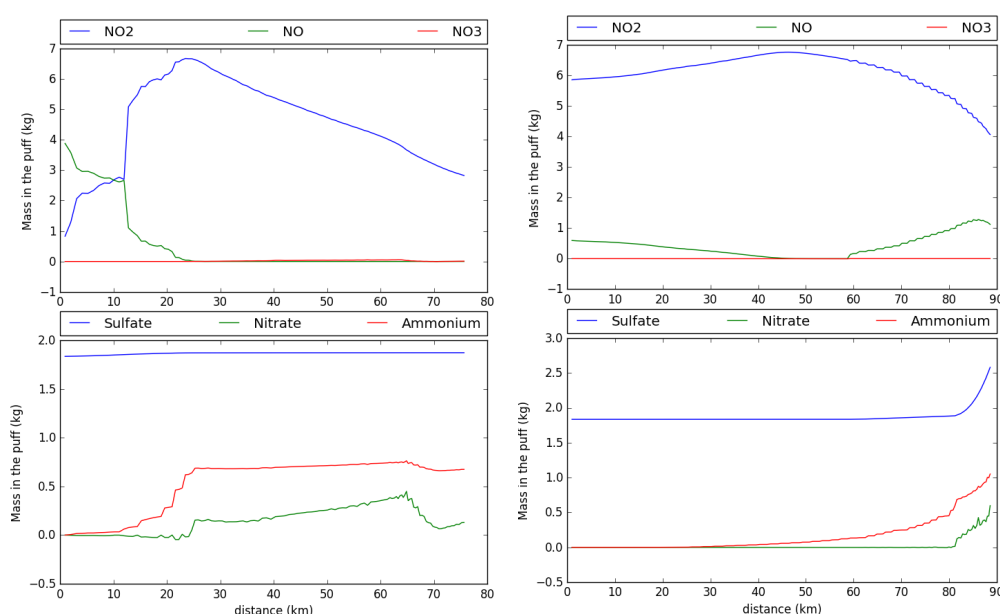 NO2 NO NO3
Mass in the puff (kg)
7
6
5
4
3
2
1
0
−1
0 10 20 30 40 50 60 70 80
Sulfate Nitrate Ammonium
Mass in the puff (kg)
2.0
1.5
1.0
0.5
0.0
−0.5
0 10 20 30 40 50 60 70 80
distance (km)
NO2 NO NO3
Mass in the puff (kg)
7
6
5
4
3
2
1
0
−1
0 10 20 30 40 50 60 70 80 90
Sulfate Nitrate Ammonium
Mass in the puff (kg)
3.0
2.5
2.0
1.5
1.0
0.5
0.0
−0.5
0 10 20 30 40 50 60 70 80 90
distance (km)